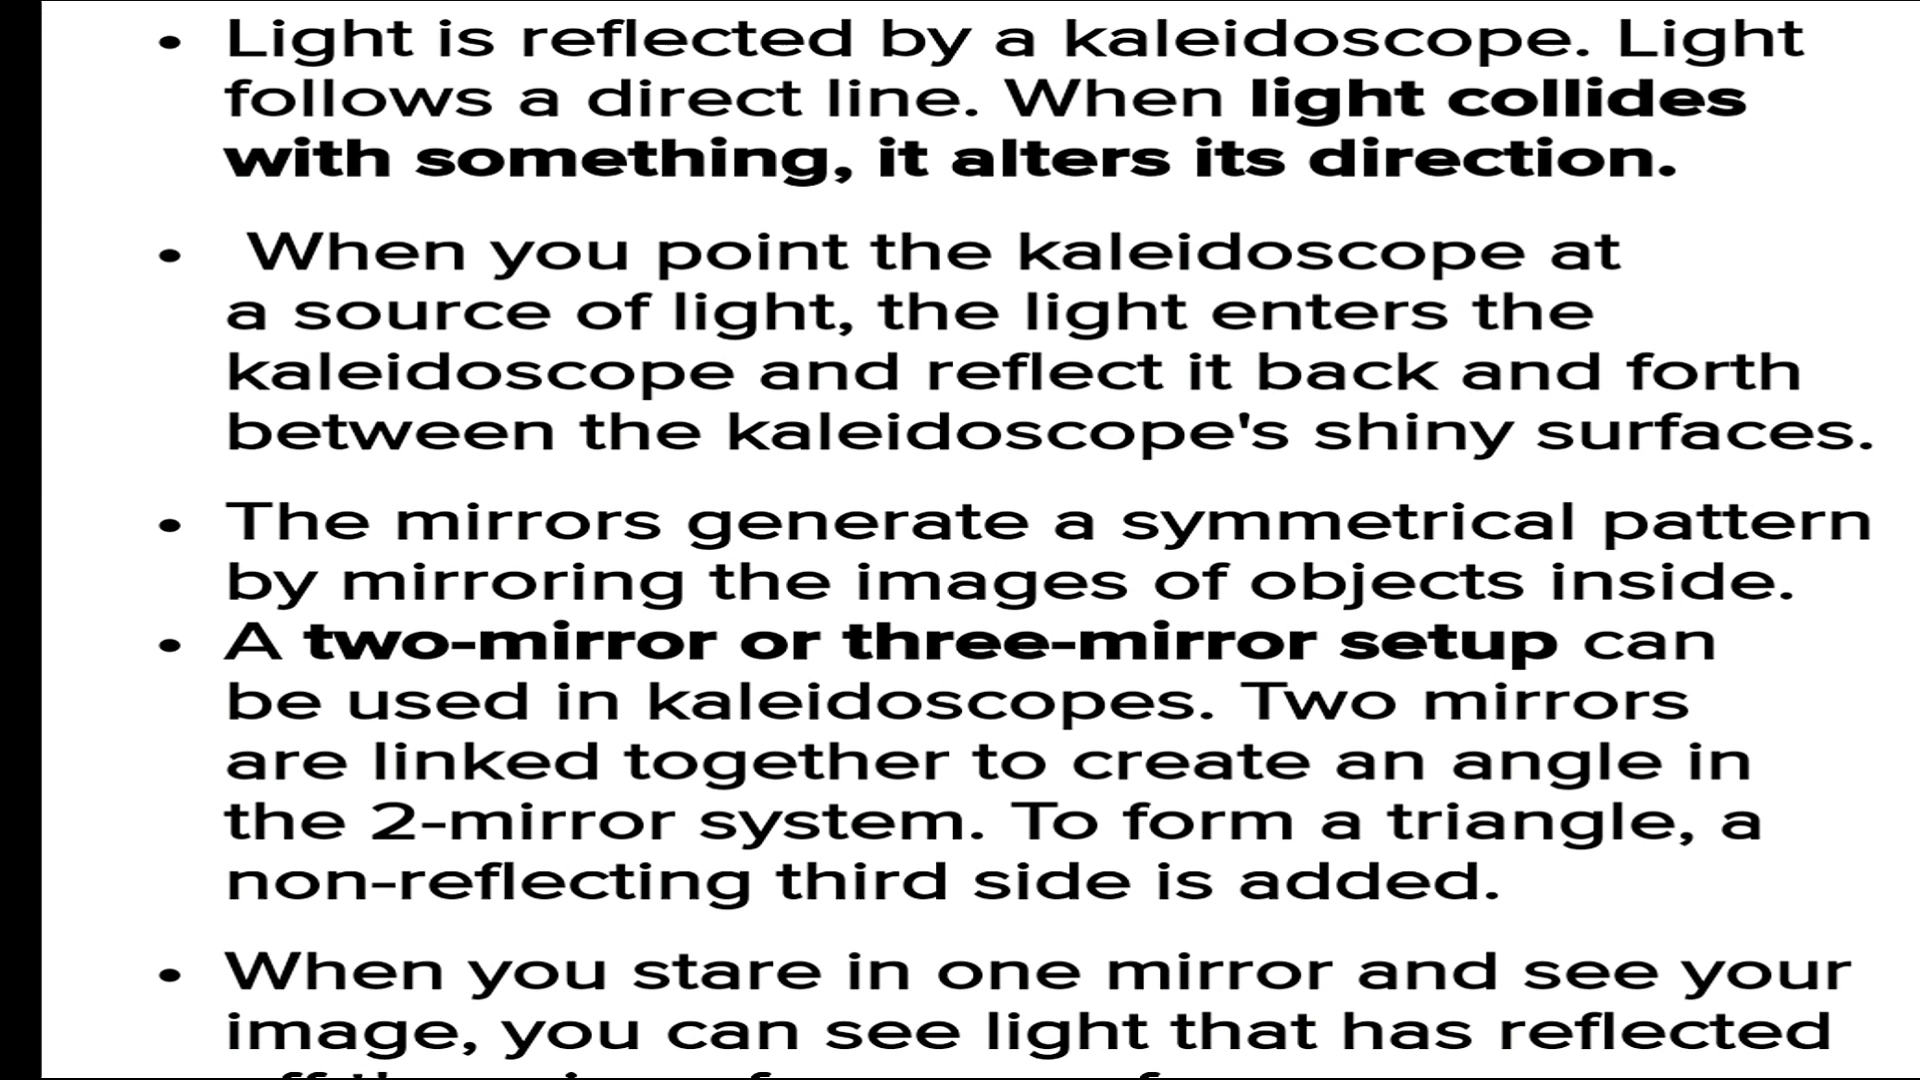 • Light is reflected by a kaleidoscope. Light
follows a direct line. When light collides
with something, it alters its direction.
• When you point the kaleidoscope at
a source of light, the light enters the
kaleidoscope and reflect it back and forth
between the kaleidoscope's shiny surfaces.
• The mirrors generate a symmetrical pattern
by mirroring the images of objects inside.
• A two-mirror or three-mirror setup can
be used in kaleidoscopes. Two mirrors
are linked together to create an angle in
the 2-mirror system. To form a triangle, a
non-reflecting third side is added.
• When you stare in one mirror and see your
image, you can see light that has reflected